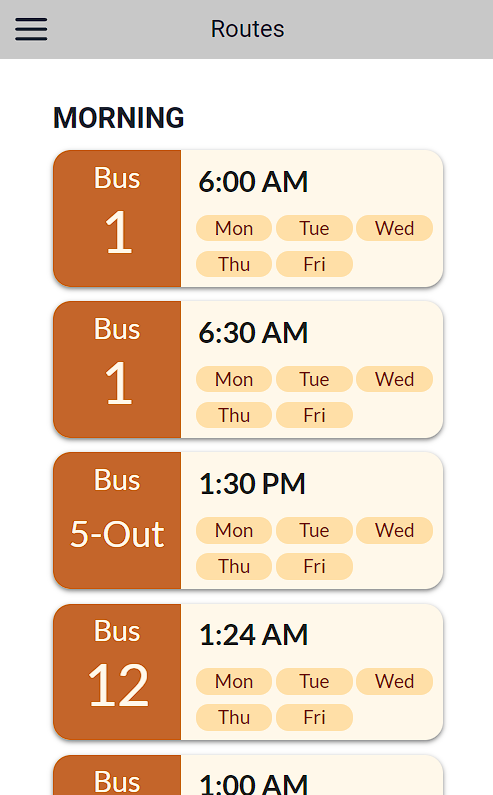 Routes
MORNING
Bus
1
6:00 AM
Mon Tue Wed
Thu Fri
Bus
1
6:30 AM
Mon Tue Wed
Thu Fri
Bus
5-Out
1:30 PM
Mon Tue Wed
Thu Fri
Bus
12
1:24 AM
Mon Tue Wed
Thu Fri
Bus
1:00 AM